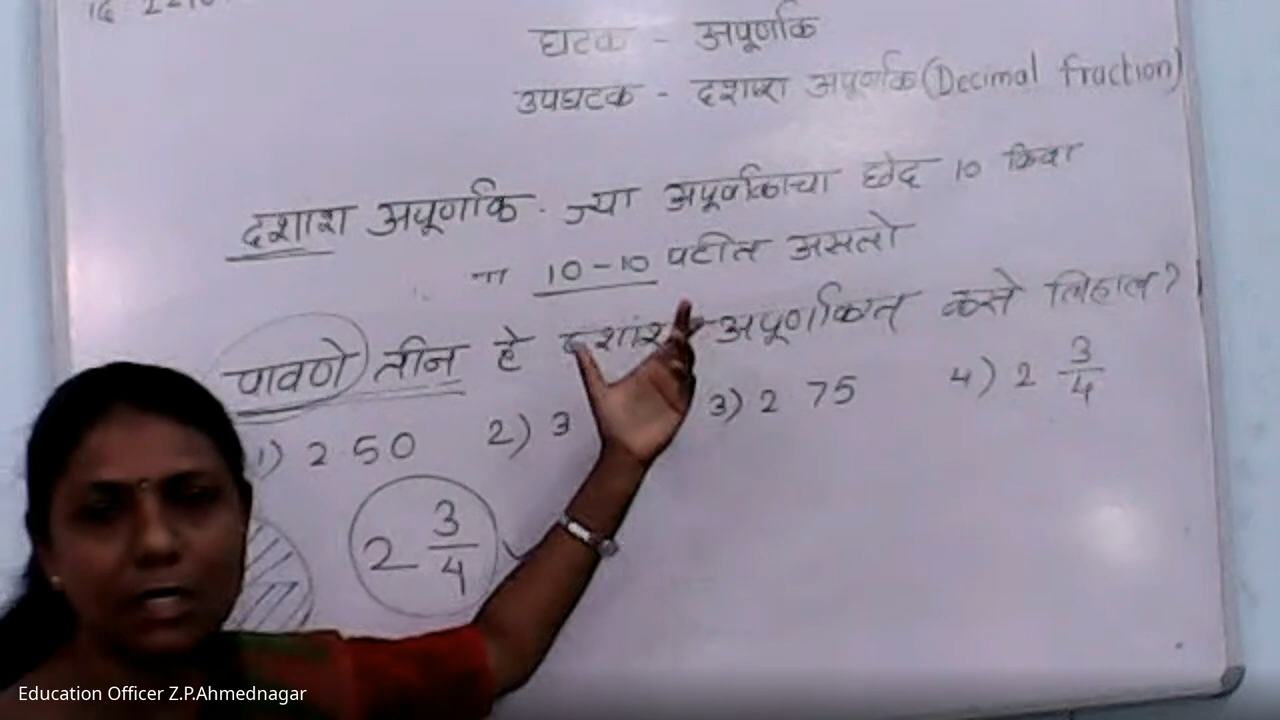 घटक - अपूर्णांक
उपघटक - दशांश अपूर्णांक (Decimal fraction)
दशांश अपूर्णांक - ज्या अपूर्णांकाचा छेद 10 किंवा
10-10 पटीत असतो
पावणे तीन हे दशांश अपूर्णांकात कसे लिहाल?
1) 2.50 2) 3 3) 2.75 4) 2 3/4
2 3/4
Education Officer Z.P.Ahmednagar